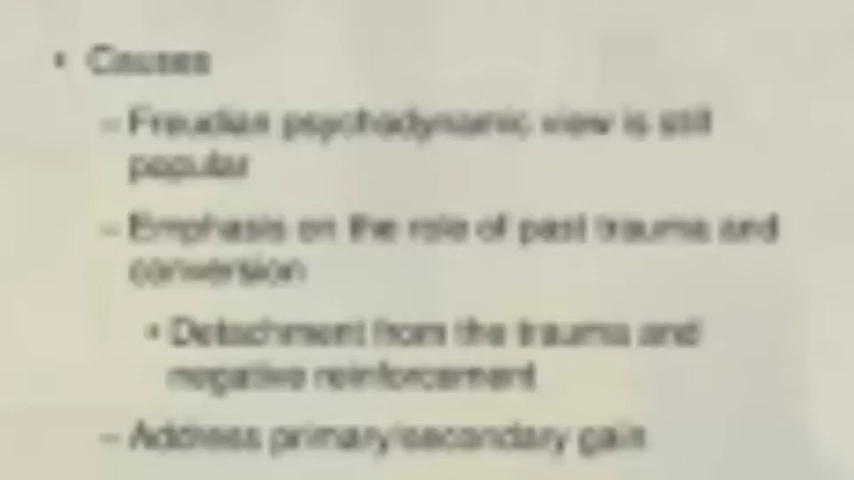 • Causes
– Freudian psychodynamic view is still
popular
– Emphasis on the role of past trauma and
conversion
• Detachment from the trauma and
negative reinforcement
– Address primary/secondary gain